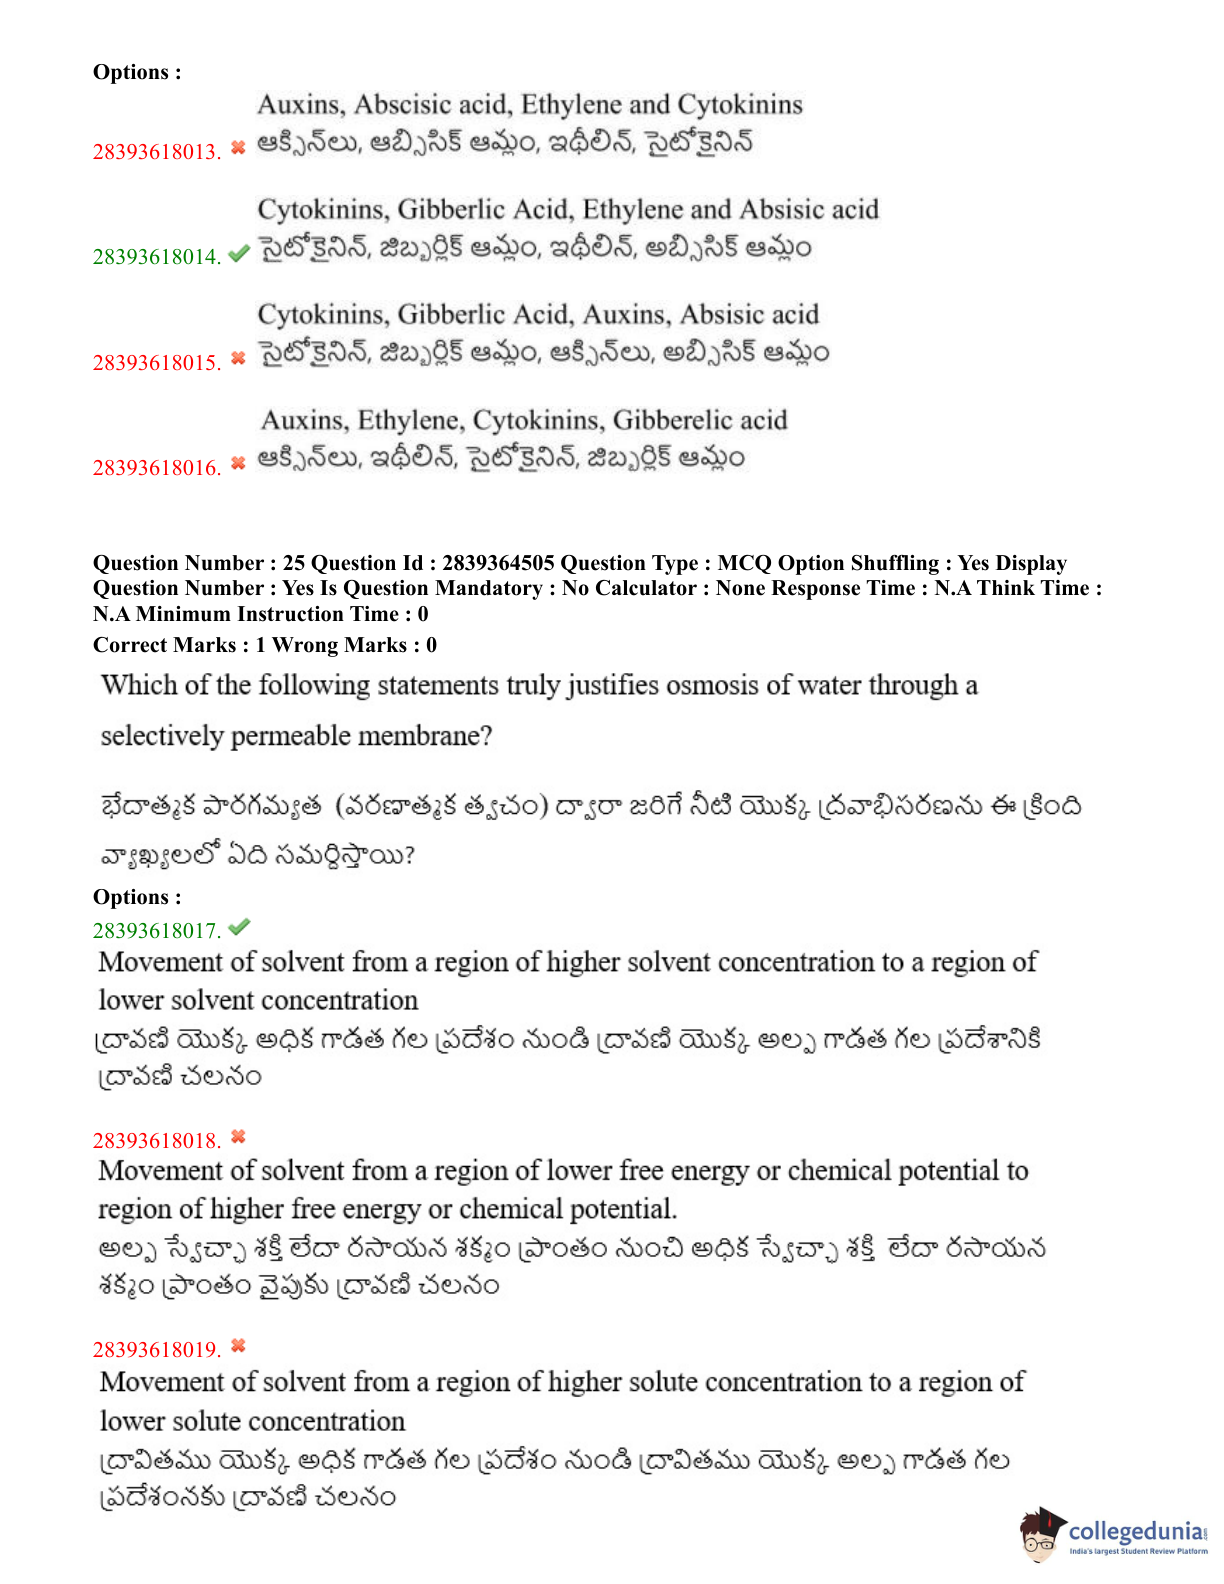 Options :
Auxins, Abscisic acid, Ethylene and Cytokinins
28393618013. ఆక్సిన్‌లు, ఆబ్సిసిక్ ఆమ్లం, ఇథీలిన్, సైటోకైనిన్
Cytokinins, Gibberlic Acid, Ethylene and Absisic acid
28393618014. సైటోకైనిన్, జిబ్బర్లిక్ ఆమ్లం, ఇథీలిన్, అబ్సిసిక్ ఆమ్లం
Cytokinins, Gibberlic Acid, Auxins, Absisic acid
28393618015. సైటోకైనిన్, జిబ్బర్లిక్ ఆమ్లం, ఆక్సిన్‌లు, అబ్సిసిక్ ఆమ్లం
Auxins, Ethylene, Cytokinins, Gibberelic acid
28393618016. ఆక్సిన్‌లు, ఇథీలిన్, సైటోకైనిన్, జిబ్బర్లిక్ ఆమ్లం
Question Number : 25 Question Id : 2839364505 Question Type : MCQ Option Shuffling : Yes Display
Question Number : Yes Is Question Mandatory : No Calculator : None Response Time : N.A Think Time :
N.A Minimum Instruction Time : 0
Correct Marks : 1 Wrong Marks : 0
Which of the following statements truly justifies osmosis of water through a
selectively permeable membrane?
భేదాత్మక పారగమ్యత (వరణాత్మక త్వచం) ద్వారా జరిగే నీటి యొక్క ద్రవాభిసరణను ఈ క్రింది
వ్యాఖ్యలలో ఏది సమర్థిస్తాయి?
Options :
28393618017.
Movement of solvent from a region of higher solvent concentration to a region of
lower solvent concentration
ద్రావణి యొక్క అధిక గాడత గల ప్రదేశం నుండి ద్రావణి యొక్క అల్ప గాడత గల ప్రదేశానికి
ద్రావణి చలనం
28393618018.
Movement of solvent from a region of lower free energy or chemical potential to
region of higher free energy or chemical potential.
అల్ప స్వేచ్ఛా శక్తి లేదా రసాయన శక్మం ప్రాంతం నుంచి అధిక స్వేచ్ఛా శక్తి లేదా రసాయన
శక్మం ప్రాంతం వైపుకు ద్రావణి చలనం
28393618019.
Movement of solvent from a region of higher solute concentration to a region of
lower solute concentration
ద్రావితము యొక్క అధిక గాడత గల ప్రదేశం నుండి ద్రావితము యొక్క అల్ప గాడత గల
ప్రదేశంనకు ద్రావణి చలనం
collegedunia
India's largest Student Review Platform